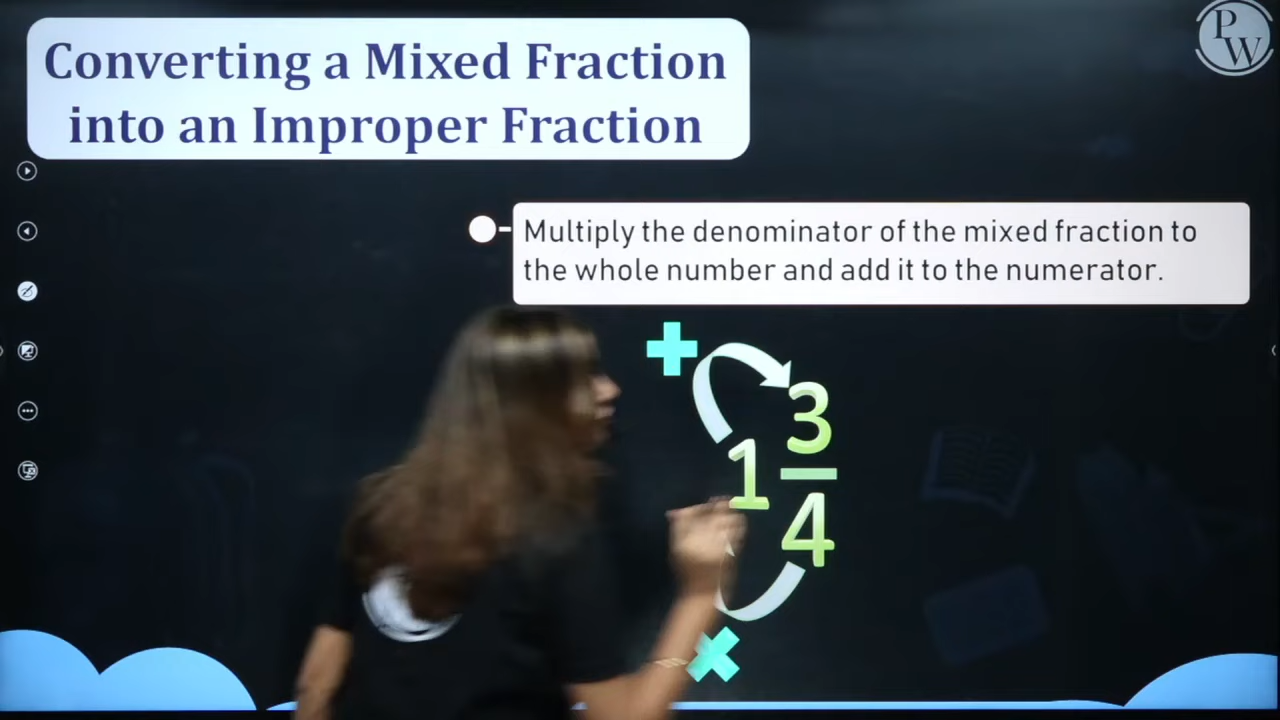 Converting a Mixed Fraction
into an Improper Fraction
PW
Multiply the denominator of the mixed fraction to
the whole number and add it to the numerator.
+
1 3/4
×